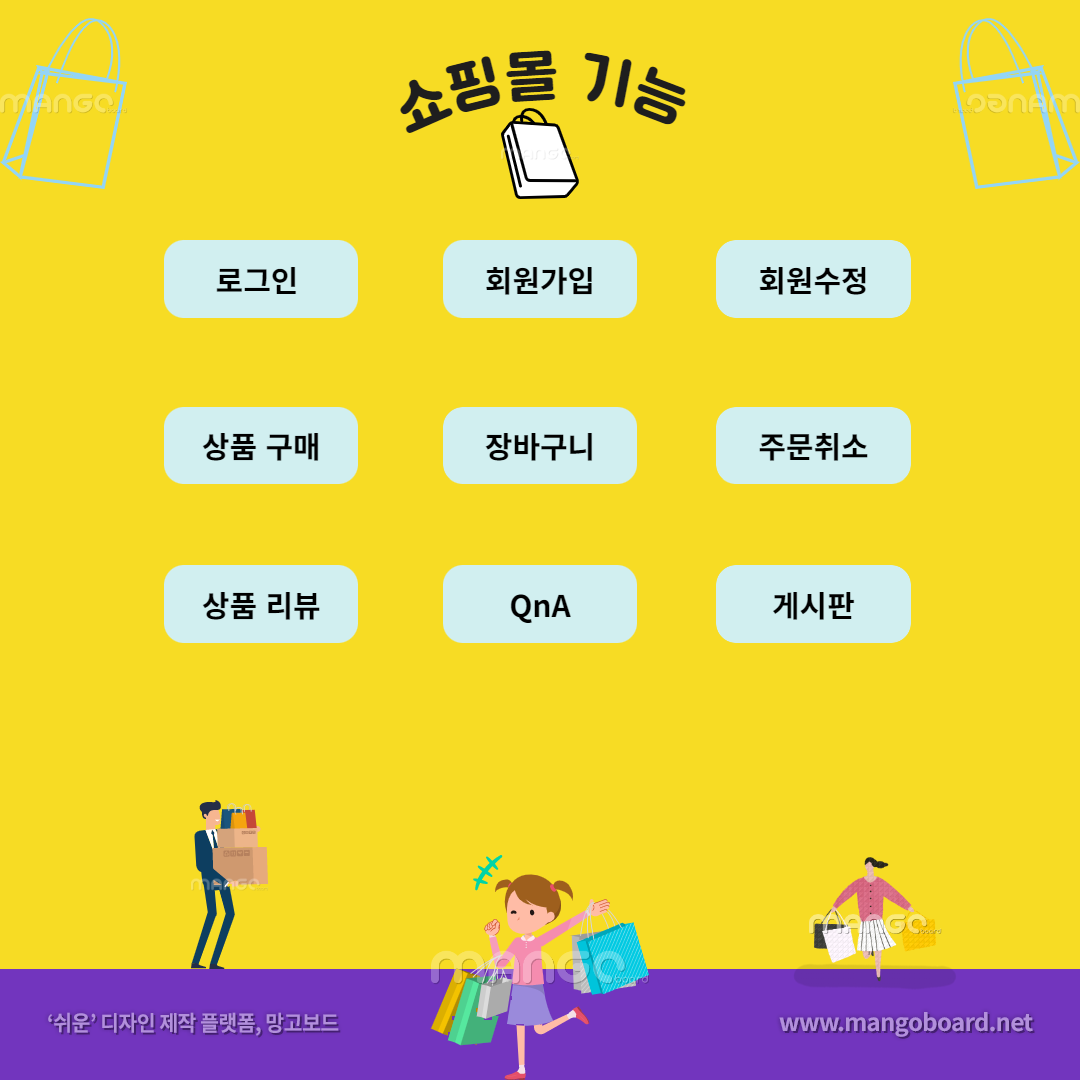 쇼핑몰 기능
로그인
회원가입
회원수정
상품 구매
장바구니
주문취소
상품 리뷰
QnA
게시판
‘쉬운’ 디자인 제작 플랫폼, 망고보드
www.mangoboard.net